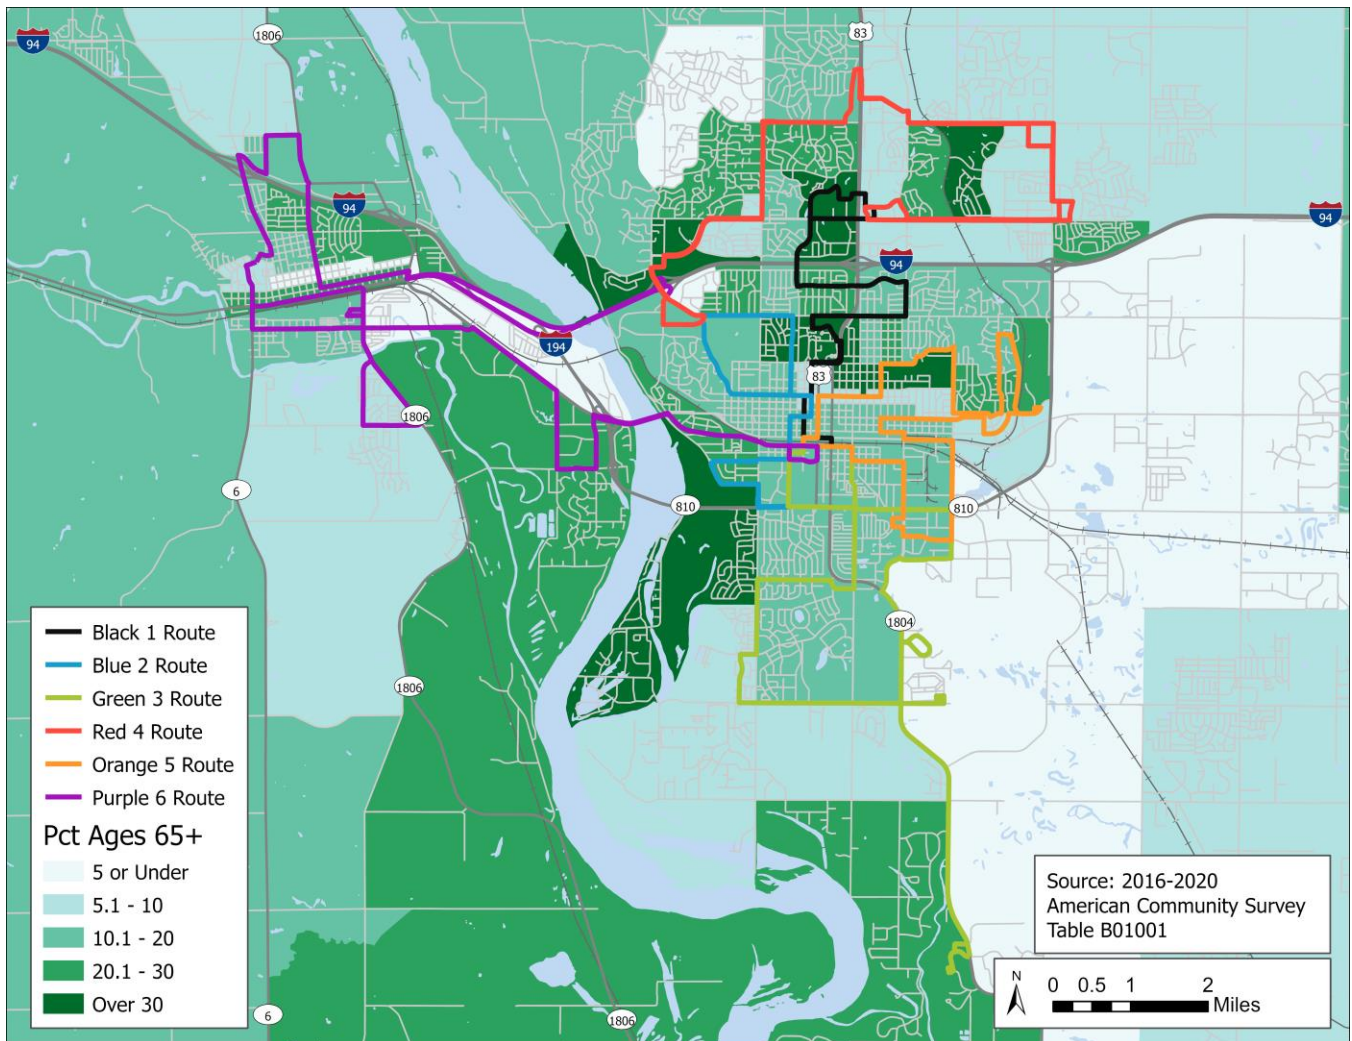 1806
83
94
94
94
94
194
83
1806
6
810
810
1804
1806
6
1806
Black 1 Route
Blue 2 Route
Green 3 Route
Red 4 Route
Orange 5 Route
Purple 6 Route
Pct Ages 65+
5 or Under
5.1 - 10
10.1 - 20
20.1 - 30
Over 30
Source: 2016-2020
American Community Survey
Table B01001
N
0 0.5 1 2
Miles